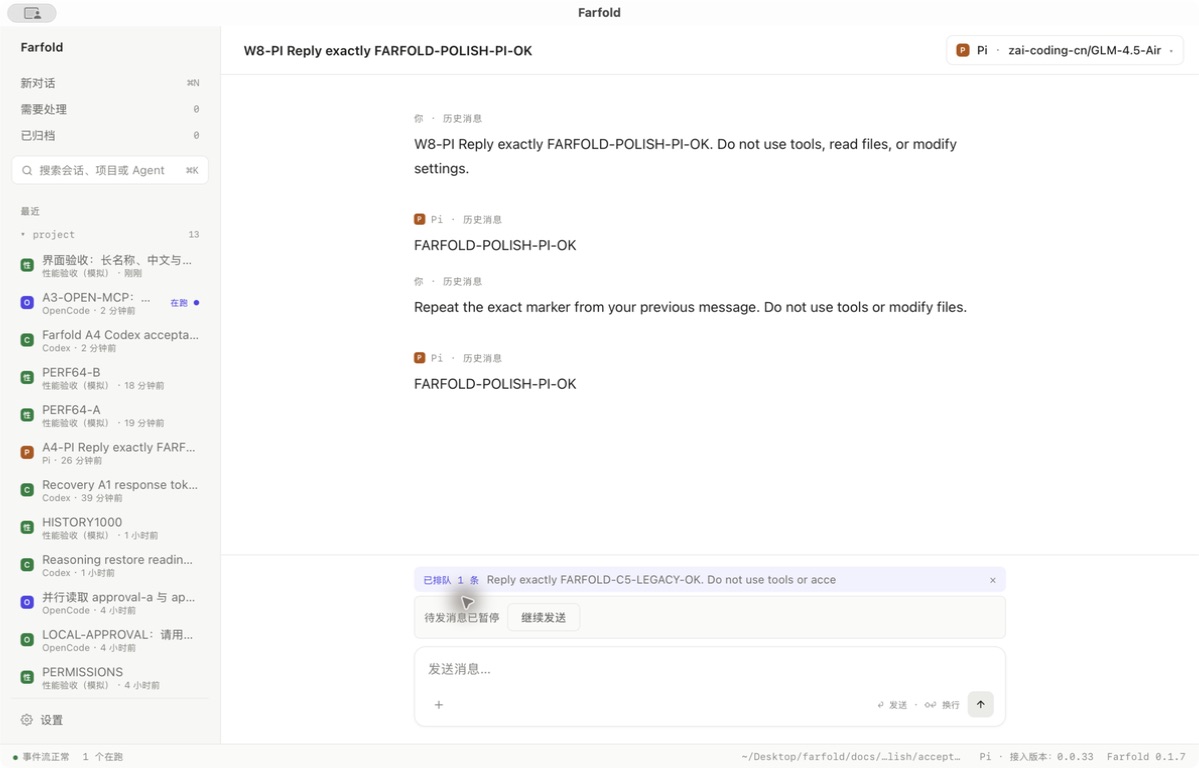 Farfold
Farfold
W8-PI Reply exactly FARFOLD-POLISH-PI-OK
P Pi · zai-coding-cn/GLM-4.5-Air
新对话 ⌘N
需要处理 0
已归档 0
搜索会话、项目或 Agent ⌘K
最近
project 13
性 界面验收：长名称、中文与…
性能验收（模拟） · 刚刚
O A3-OPEN-MCP：… 在跑
OpenCode · 2 分钟前
C Farfold A4 Codex accepta…
Codex · 2 分钟前
性 PERF64-B
性能验收（模拟） · 18 分钟前
性 PERF64-A
性能验收（模拟） · 19 分钟前
P A4-PI Reply exactly FARF…
Pi · 26 分钟前
C Recovery A1 response tok…
Codex · 39 分钟前
性 HISTORY1000
性能验收（模拟） · 1 小时前
C Reasoning restore readin…
Codex · 1 小时前
O 并行读取 approval-a 与 ap…
OpenCode · 4 小时前
O LOCAL-APPROVAL：请用…
OpenCode · 4 小时前
性 PERMISSIONS
性能验收（模拟） · 4 小时前
设置
你 · 历史消息
W8-PI Reply exactly FARFOLD-POLISH-PI-OK. Do not use tools, read files, or modify
settings.
P Pi · 历史消息
FARFOLD-POLISH-PI-OK
你 · 历史消息
Repeat the exact marker from your previous message. Do not use tools or modify files.
P Pi · 历史消息
FARFOLD-POLISH-PI-OK
已排队 1 条 Reply exactly FARFOLD-C5-LEGACY-OK. Do not use tools or acce ×
待发消息已暂停 继续发送
发送消息…
+ ↵ 发送 · ⇧↵ 换行 ↑
事件流正常 1 个在跑
~/Desktop/farfold/docs/…lish/accept… Pi · 接入版本：0.0.33 Farfold 0.1.7